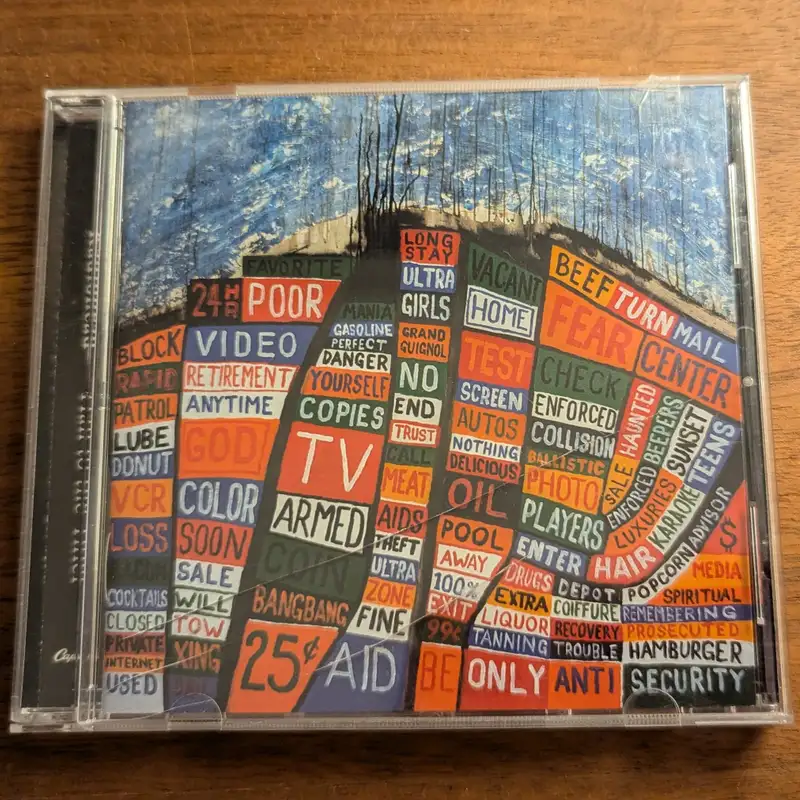 FAVORITE
24HR
POOR
BLOCK
VIDEO
RAPID
RETIREMENT
PATROL
ANYTIME
LUBE
GOD
DONUT
VCR
COLOR
LOSS
SOON
SALE
COCKTAILS
WILL
CLOSED
TOW
PRIVATE
INTERNET
XING
USED
MANIA
GASOLINE
PERFECT
DANGER
YOURSELF
COPIES
TV
ARMED
COIN
BANGBANG
25¢
LONG
STAY
ULTRA
GIRLS
GRAND
GUIGNOL
NO
END
TRUST
CALL
MEAT
AIDS
THEFT
ULTRA
ZONE
FINE
AID
VACANT
HOME
TEST
SCREEN
AUTOS
NOTHING
DELICIOUS
OIL
POOL
AWAY
100%
EXIT
99¢
BE
BEEF
TURN
MAIL
FEAR
CENTER
CHECK
ENFORCED
COLLISION
BALLISTIC
PHOTO
PLAYERS
ENTER
HAIR
HAUNTED
SALE
ENFORCED
BEEPERS
LUXURIES
SUNSET
KARAOKE
TEENS
POPCORN
ADVISOR
$
DRUGS
DEPOT
MEDIA
EXTRA
COIFFURE
SPIRITUAL
LIQUOR
RECOVERY
REMEMBERING
PROSECUTED
TANNING
TROUBLE
HAMBURGER
ONLY
ANTI
SECURITY